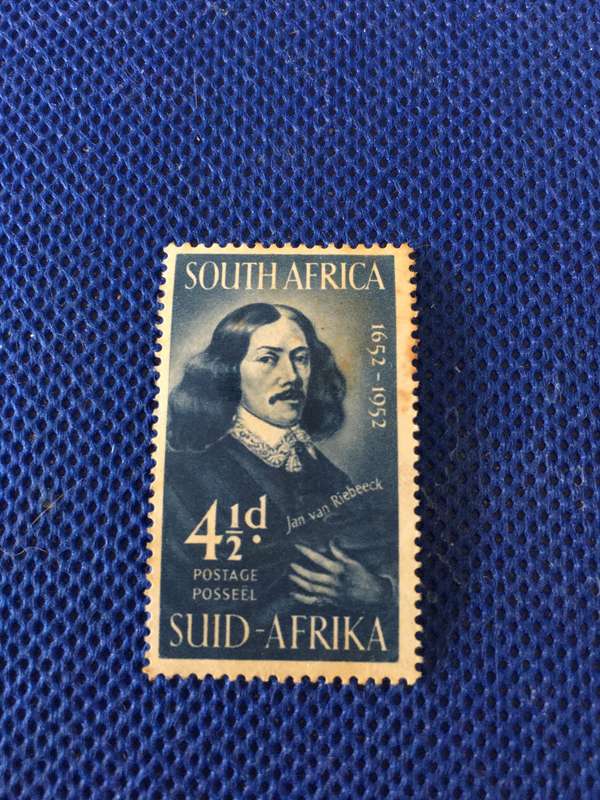 SOUTH AFRICA
1652-1952
4½d.
Jan van Riebeeck
POSTAGE
POSSEËL
SUID-AFRIKA